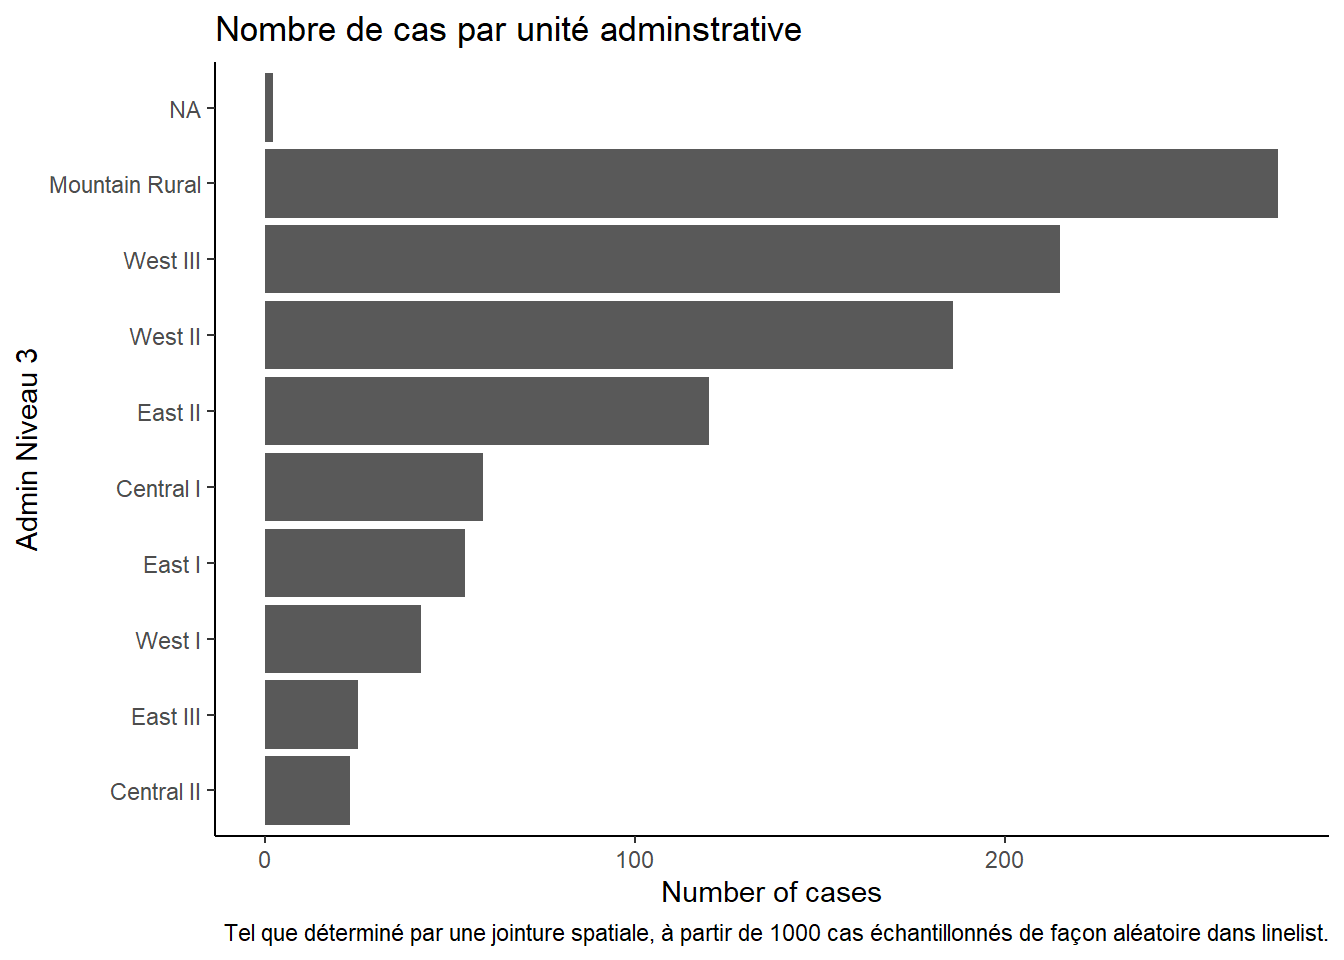 Nombre de cas par unité adminstrative
NA
Mountain Rural
West III
West II
East II
Central I
East I
West I
East III
Central II
Admin Niveau 3
0 100 200
Number of cases
Tel que déterminé par une jointure spatiale, à partir de 1000 cas échantillonnés de façon aléatoire dans linelist.